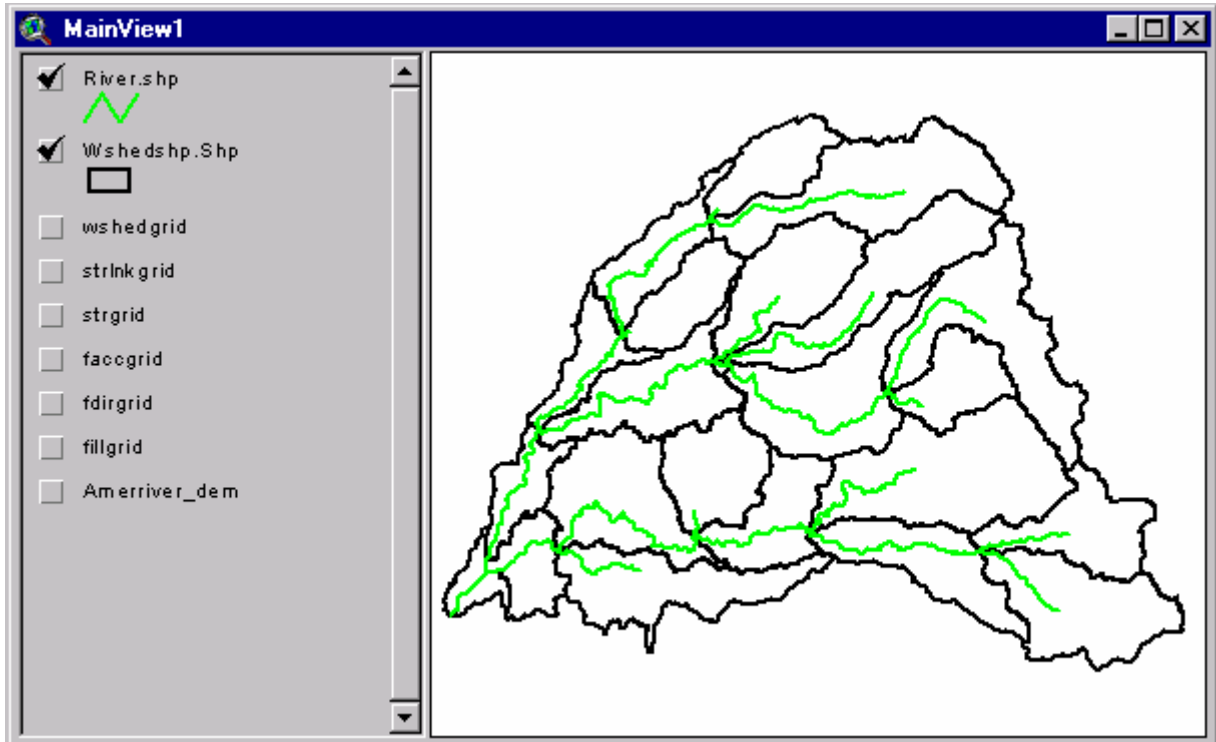 MainView1
River.shp
Wshedshp.Shp
wshedgrid
strlnkgrid
strgrid
faccgrid
fdirgrid
fillgrid
Amerriver_dem